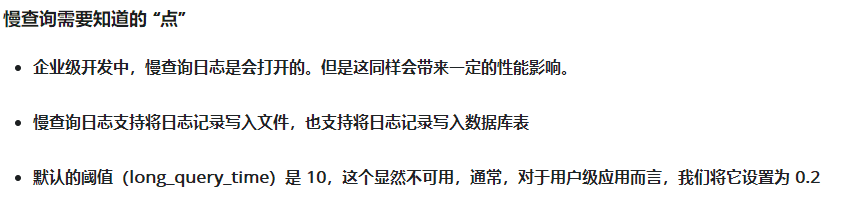 慢查询需要知道的 “点”
企业级开发中，慢查询日志是会打开的。但是这同样会带来一定的性能影响。
慢查询日志支持将日志记录写入文件，也支持将日志记录写入数据库表
默认的阈值（long_query_time）是 10，这个显然不可用，通常，对于用户级应用而言，我们将它设置为 0.2